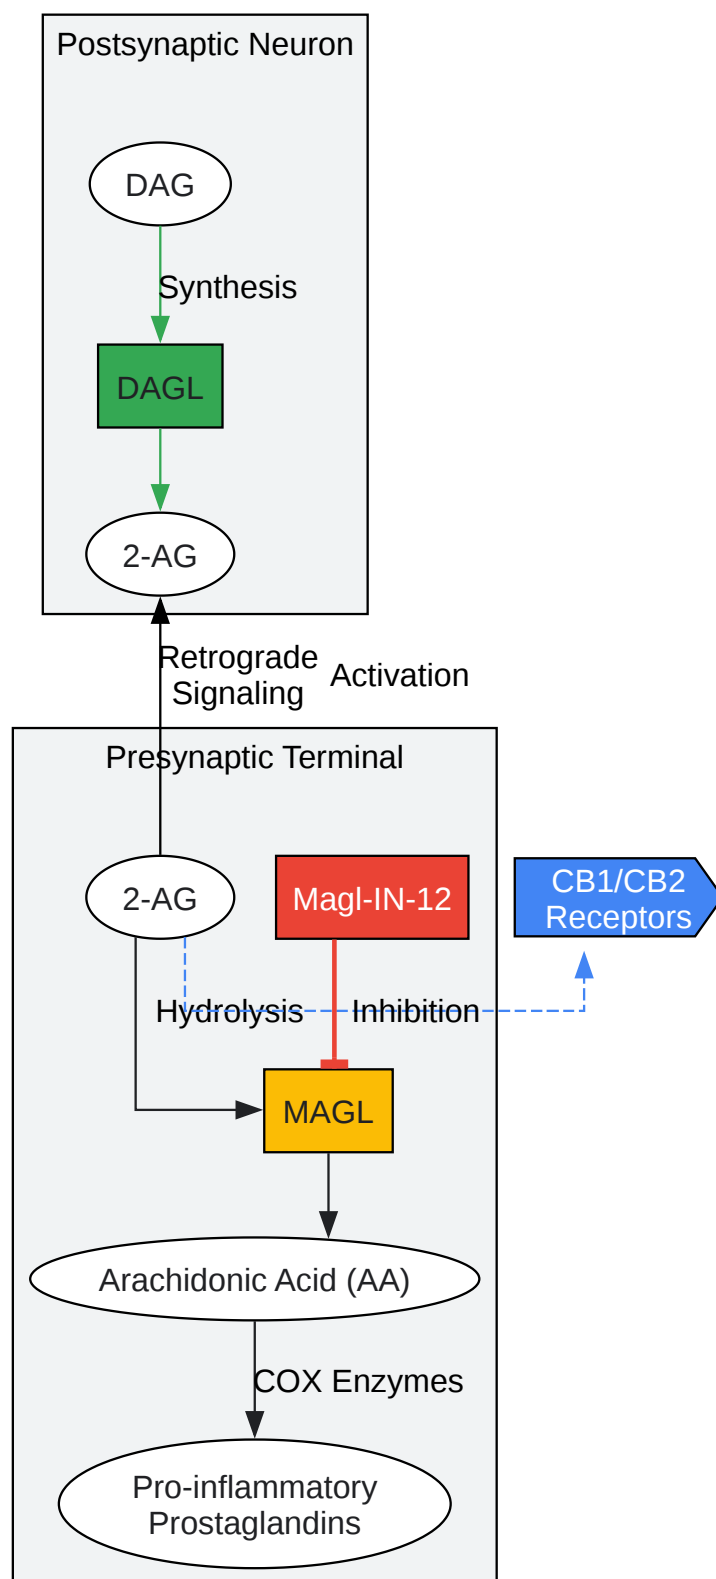 Postsynaptic Neuron
DAG
Synthesis
DAGL
2-AG
Retrograde
Signaling
Activation
Presynaptic Terminal
2-AG
Magl-IN-12
CB1/CB2
Receptors
Hydrolysis
Inhibition
MAGL
Arachidonic Acid (AA)
COX Enzymes
Pro-inflammatory
Prostaglandins